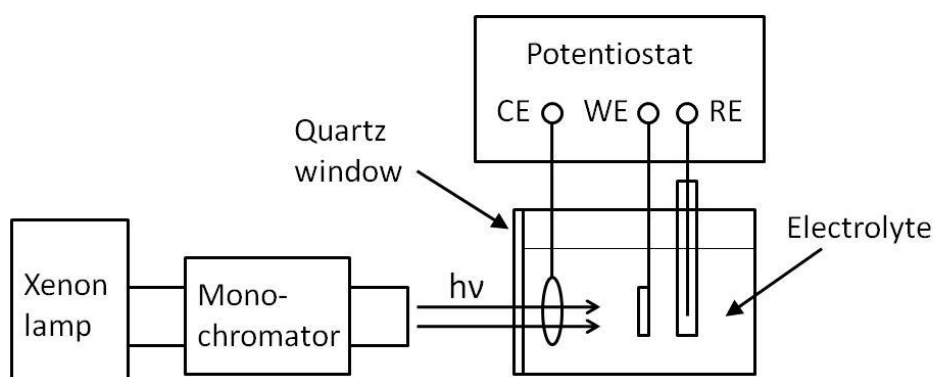 Potentiostat
CE WE RE
Quartz
window
Electrolyte
Xenon
lamp
Mono-
chromator
hν